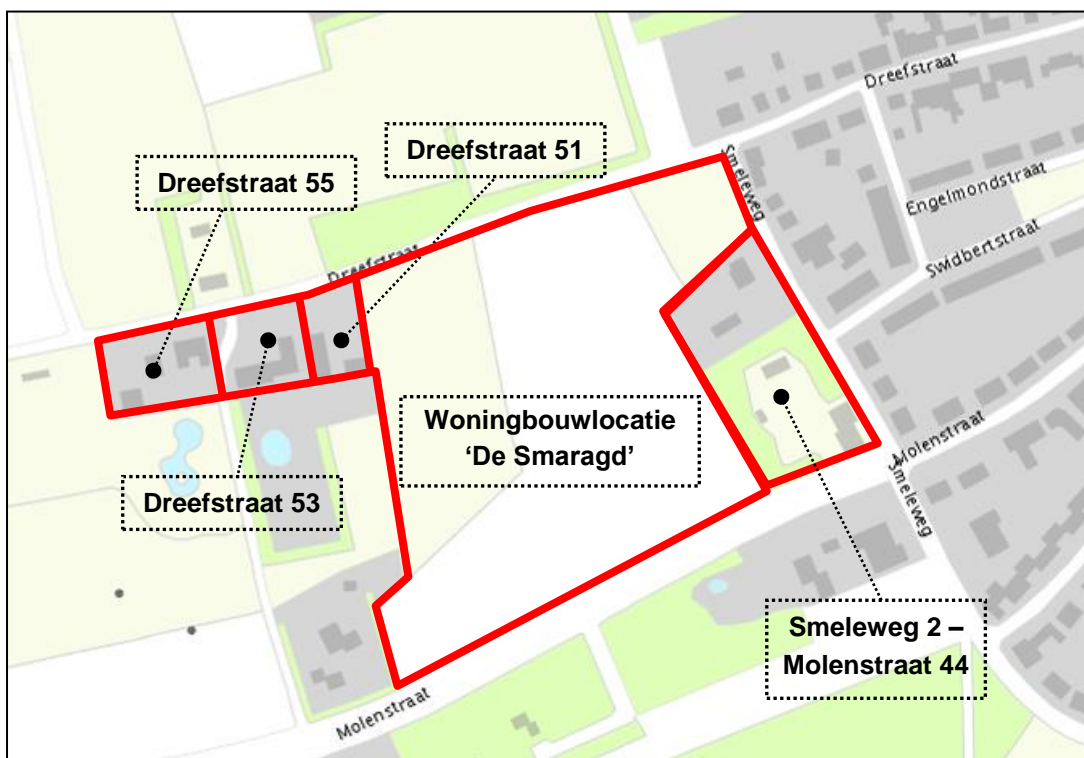 Dreefstraat
Dreefstraat 51
Smeleweg
Dreefstraat 55
Engelmondstraat
Swidbertstraat
Dreefstraat
Woningbouwlocatie
‘De Smaragd’
Molenstraat
Dreefstraat 53
Smeleweg
Smeleweg 2 –
Molenstraat 44
Molenstraat